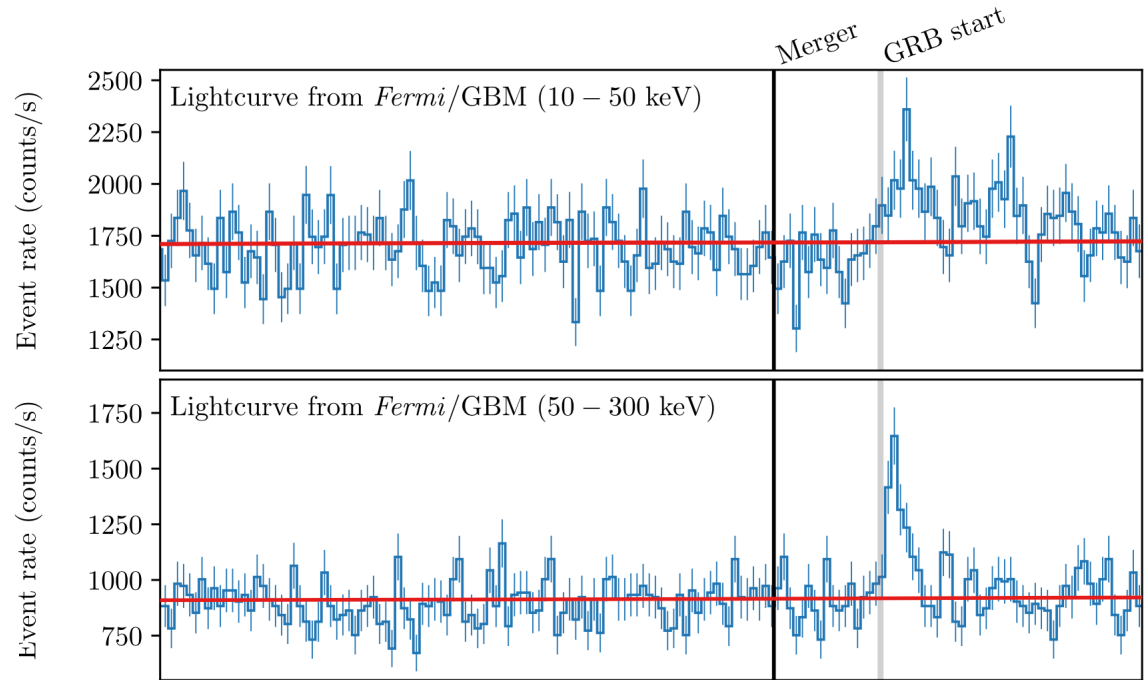 Merger
GRB start
Event rate (counts/s)
2500
2250
2000
1750
1500
1250
Lightcurve from Fermi/GBM (10 – 50 keV)
Event rate (counts/s)
1750
1500
1250
1000
750
Lightcurve from Fermi/GBM (50 – 300 keV)